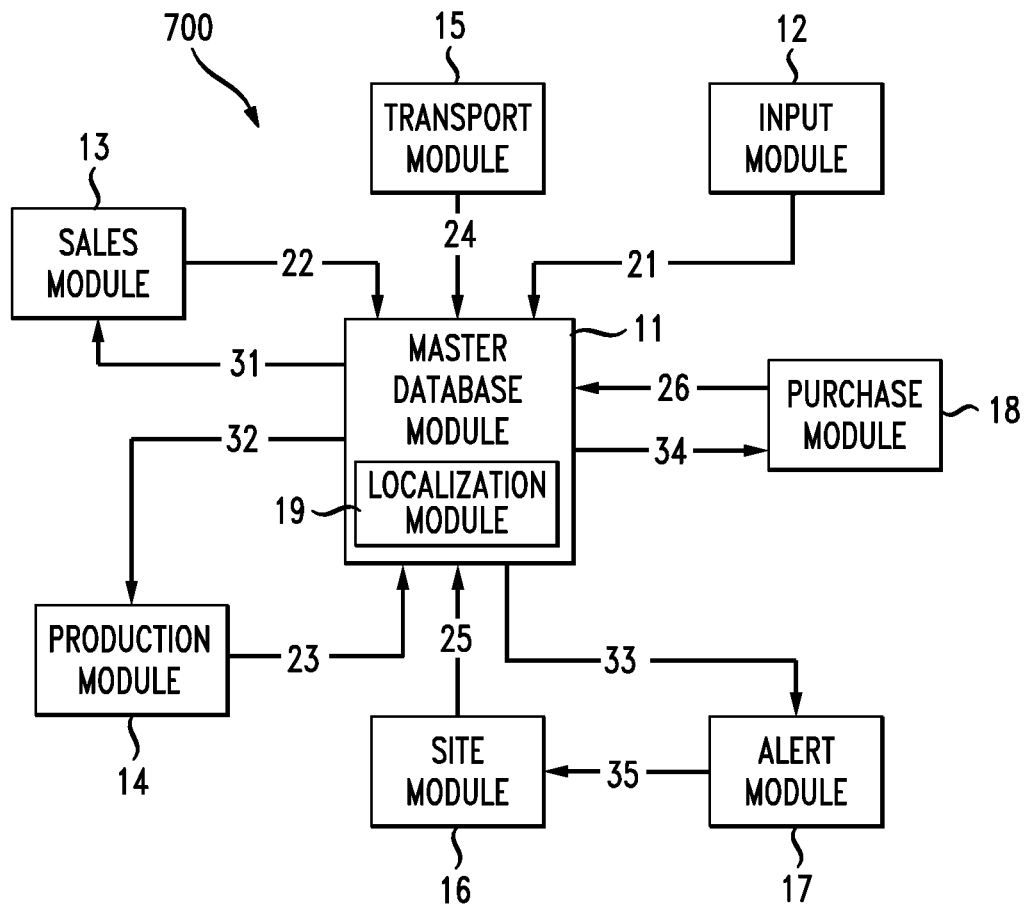 700
15
12
TRANSPORT
MODULE
INPUT
MODULE
13
SALES
MODULE
22
24
21
11
MASTER
DATABASE
MODULE
31
26
PURCHASE
MODULE
18
32
34
LOCALIZATION
MODULE
19
PRODUCTION
MODULE
14
23
25
33
SITE
MODULE
16
35
ALERT
MODULE
17